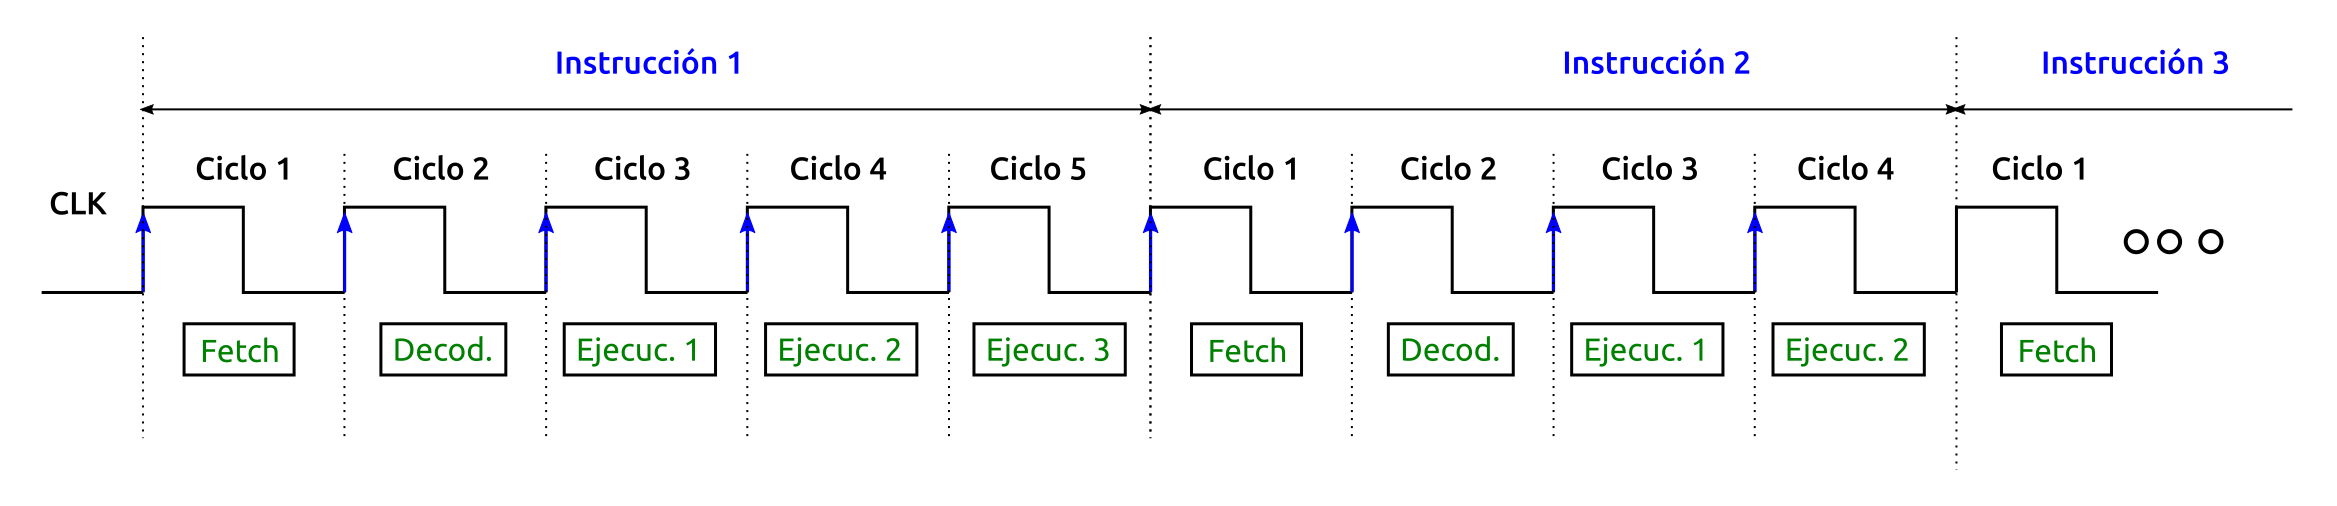 Instrucción 1 Instrucción 2 Instrucción 3
Ciclo 1 Ciclo 2 Ciclo 3 Ciclo 4 Ciclo 5 Ciclo 1 Ciclo 2 Ciclo 3 Ciclo 4 Ciclo 1
CLK
Fetch Decod. Ejecuc. 1 Ejecuc. 2 Ejecuc. 3 Fetch Decod. Ejecuc. 1 Ejecuc. 2 Fetch